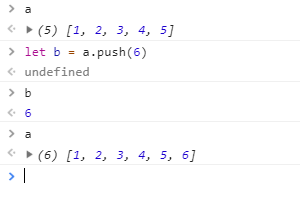 > a
<· ▶ (5) [1, 2, 3, 4, 5]
> let b = a.push(6)
<· undefined
> b
<· 6
> a
<· ▶ (6) [1, 2, 3, 4, 5, 6]
>